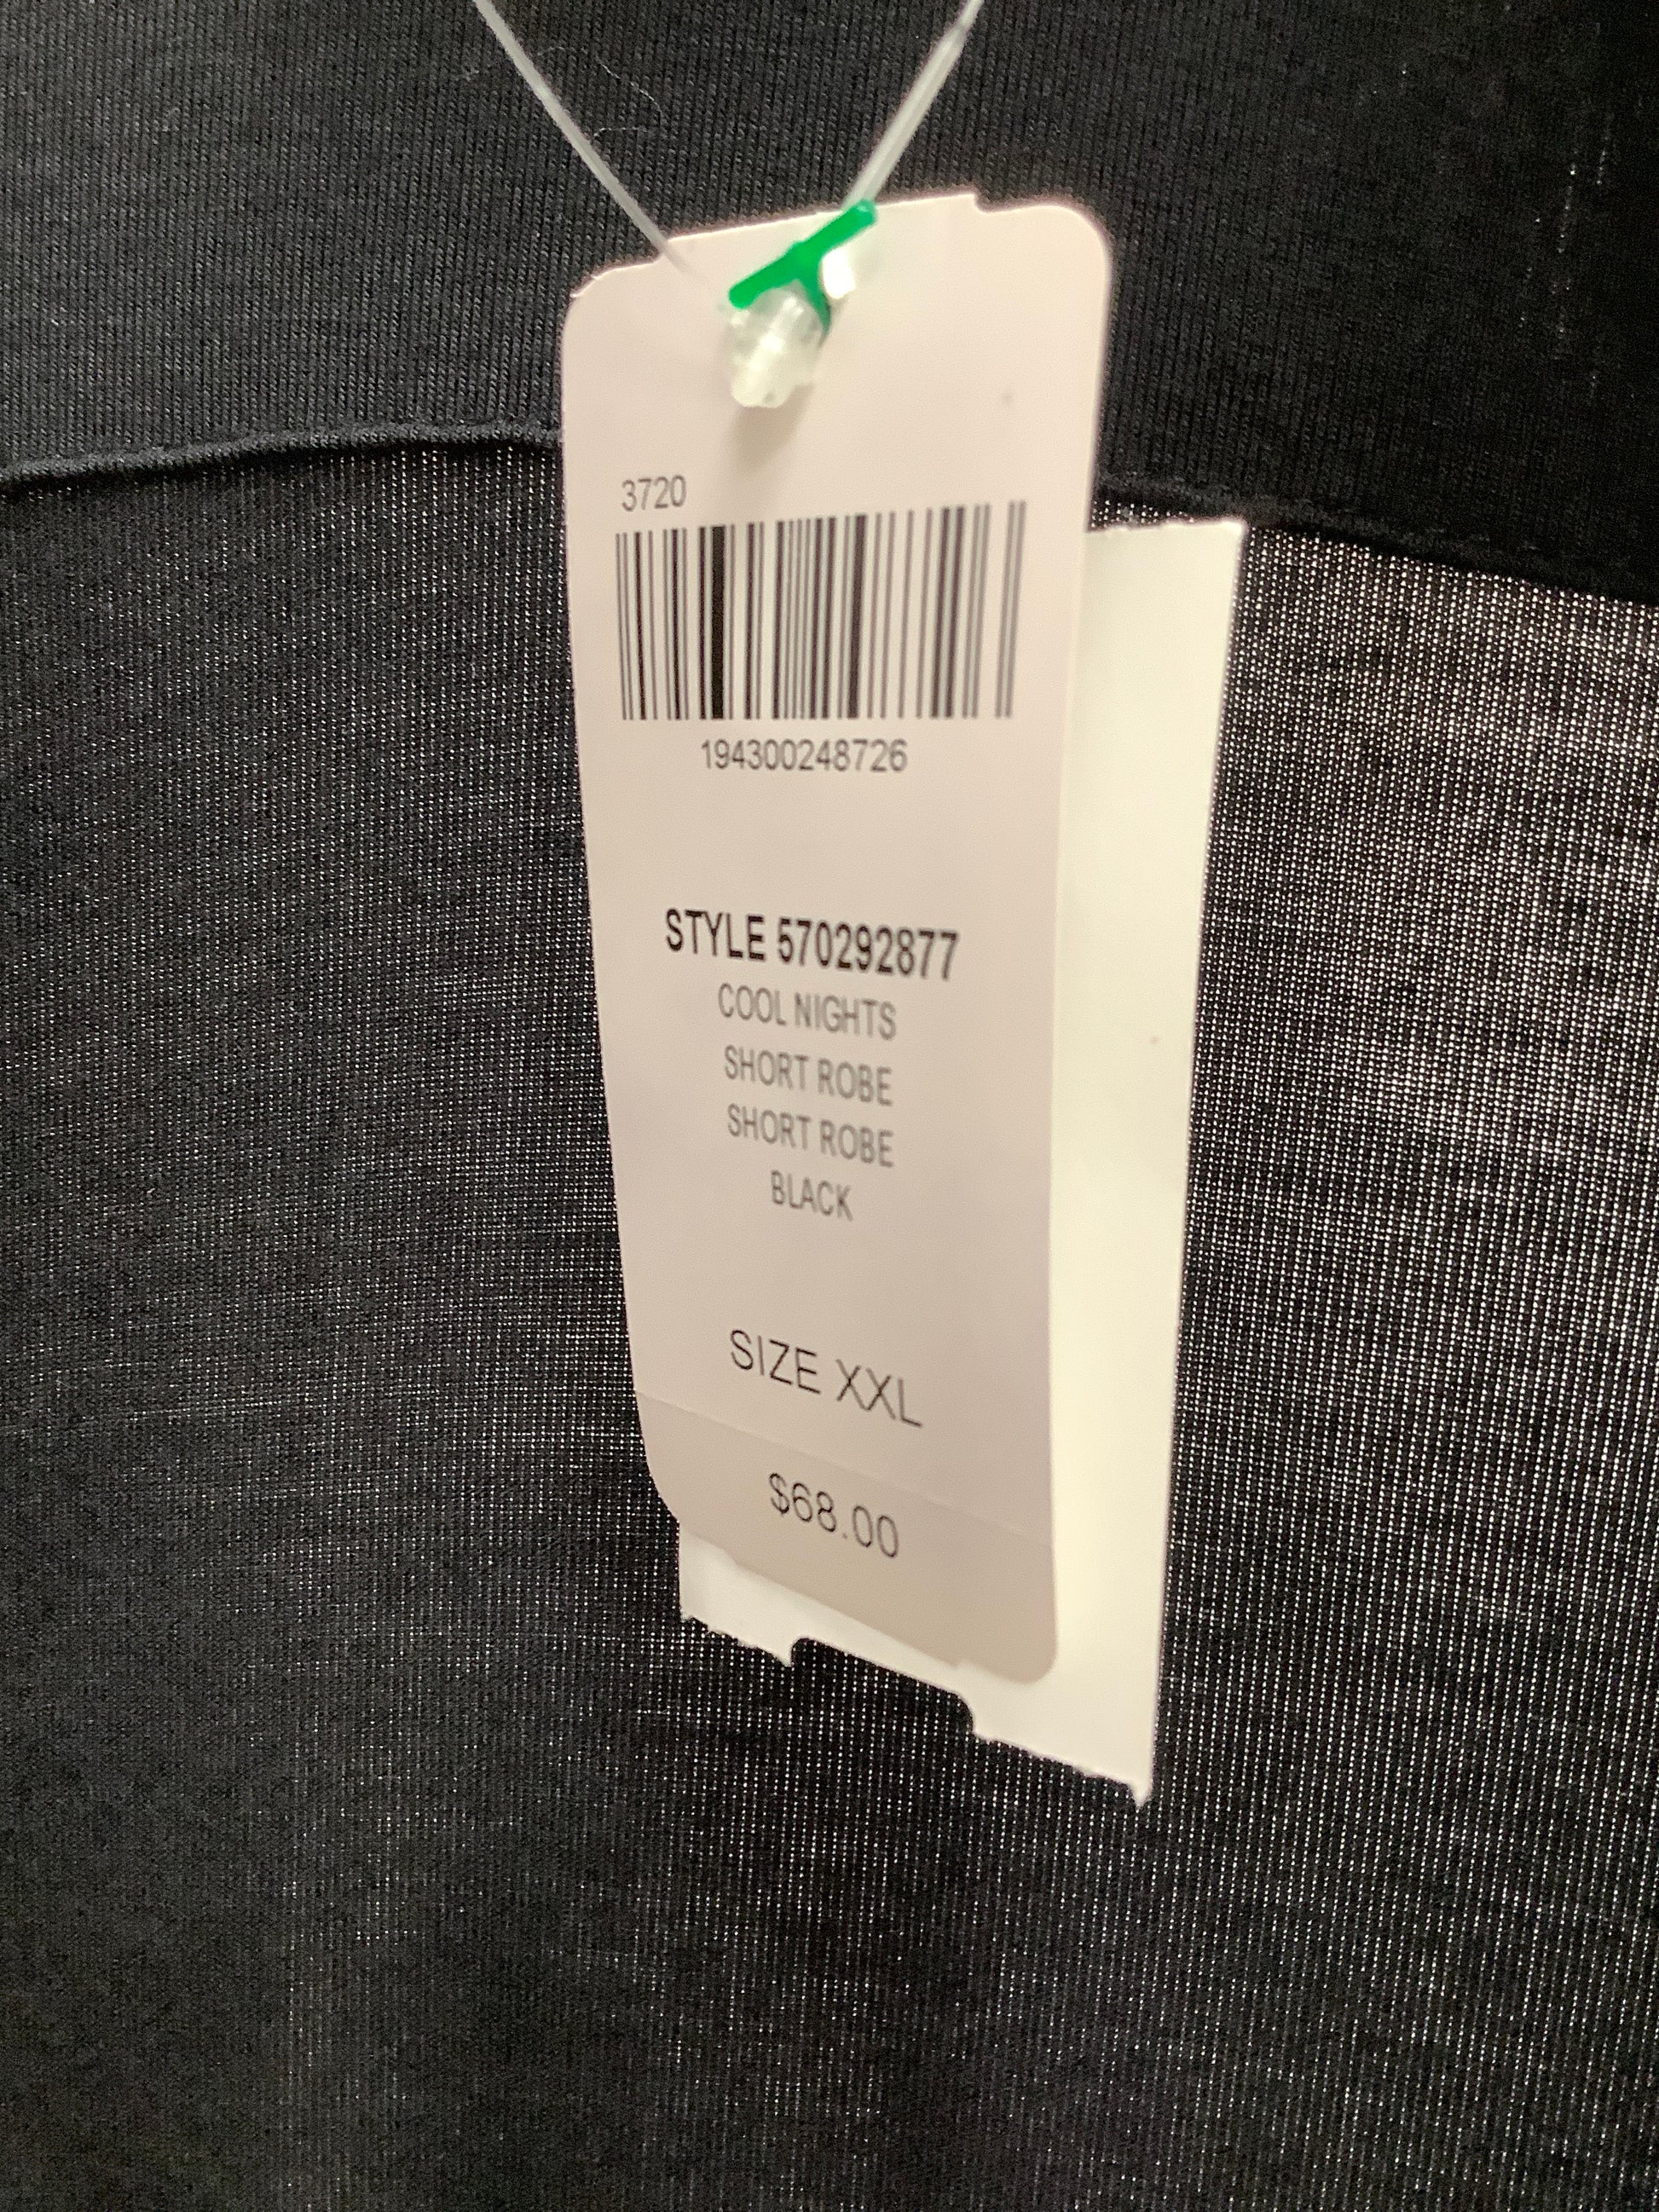 3720
194300248726
STYLE 570292877
COOL NIGHTS
SHORT ROBE
SHORT ROBE
BLACK
SIZE XXL
$68.00